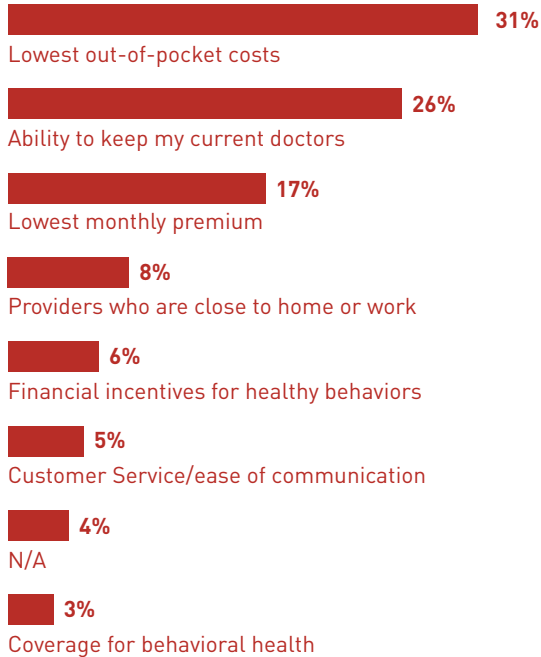 31%
Lowest out-of-pocket costs
26%
Ability to keep my current doctors
17%
Lowest monthly premium
8%
Providers who are close to home or work
6%
Financial incentives for healthy behaviors
5%
Customer Service/ease of communication
4%
N/A
3%
Coverage for behavioral health